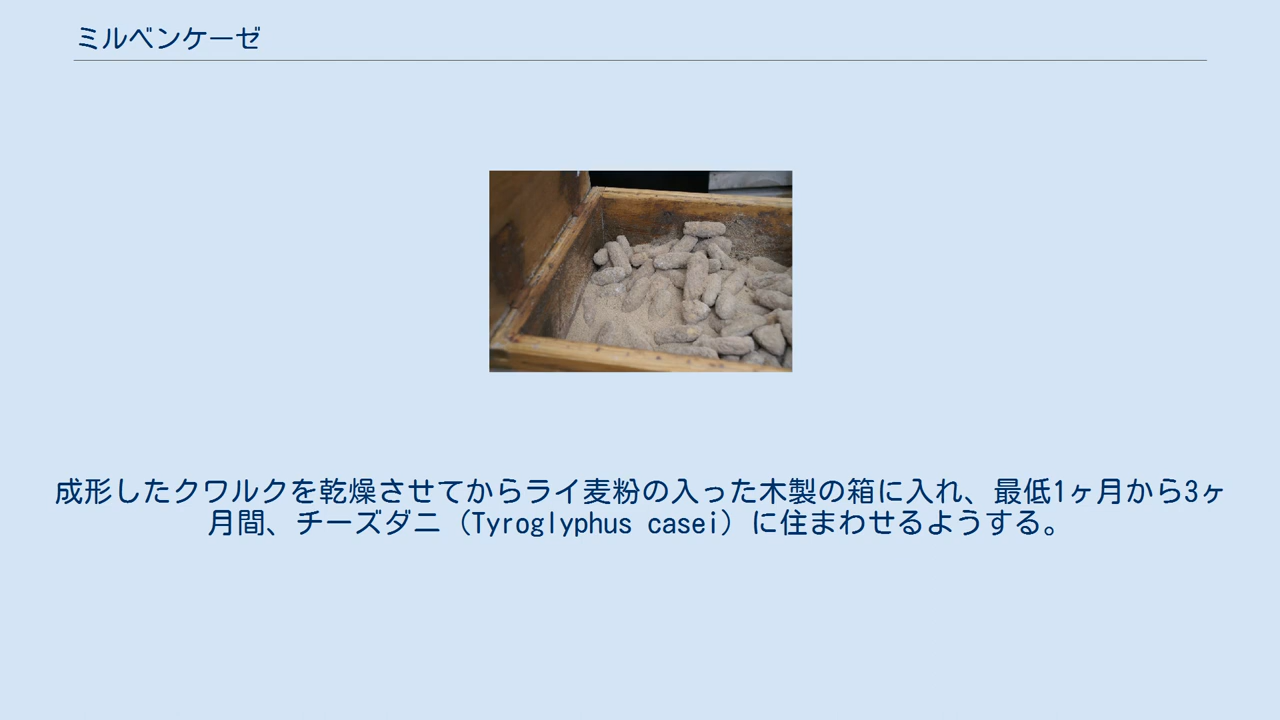 ミルベンケーゼ
成形したクワルクを乾燥させてからライ麦粉の入った木製の箱に入れ、最低1ヶ月から3ヶ
月間、チーズダニ（Tyroglyphus casei）に住まわせるようする。